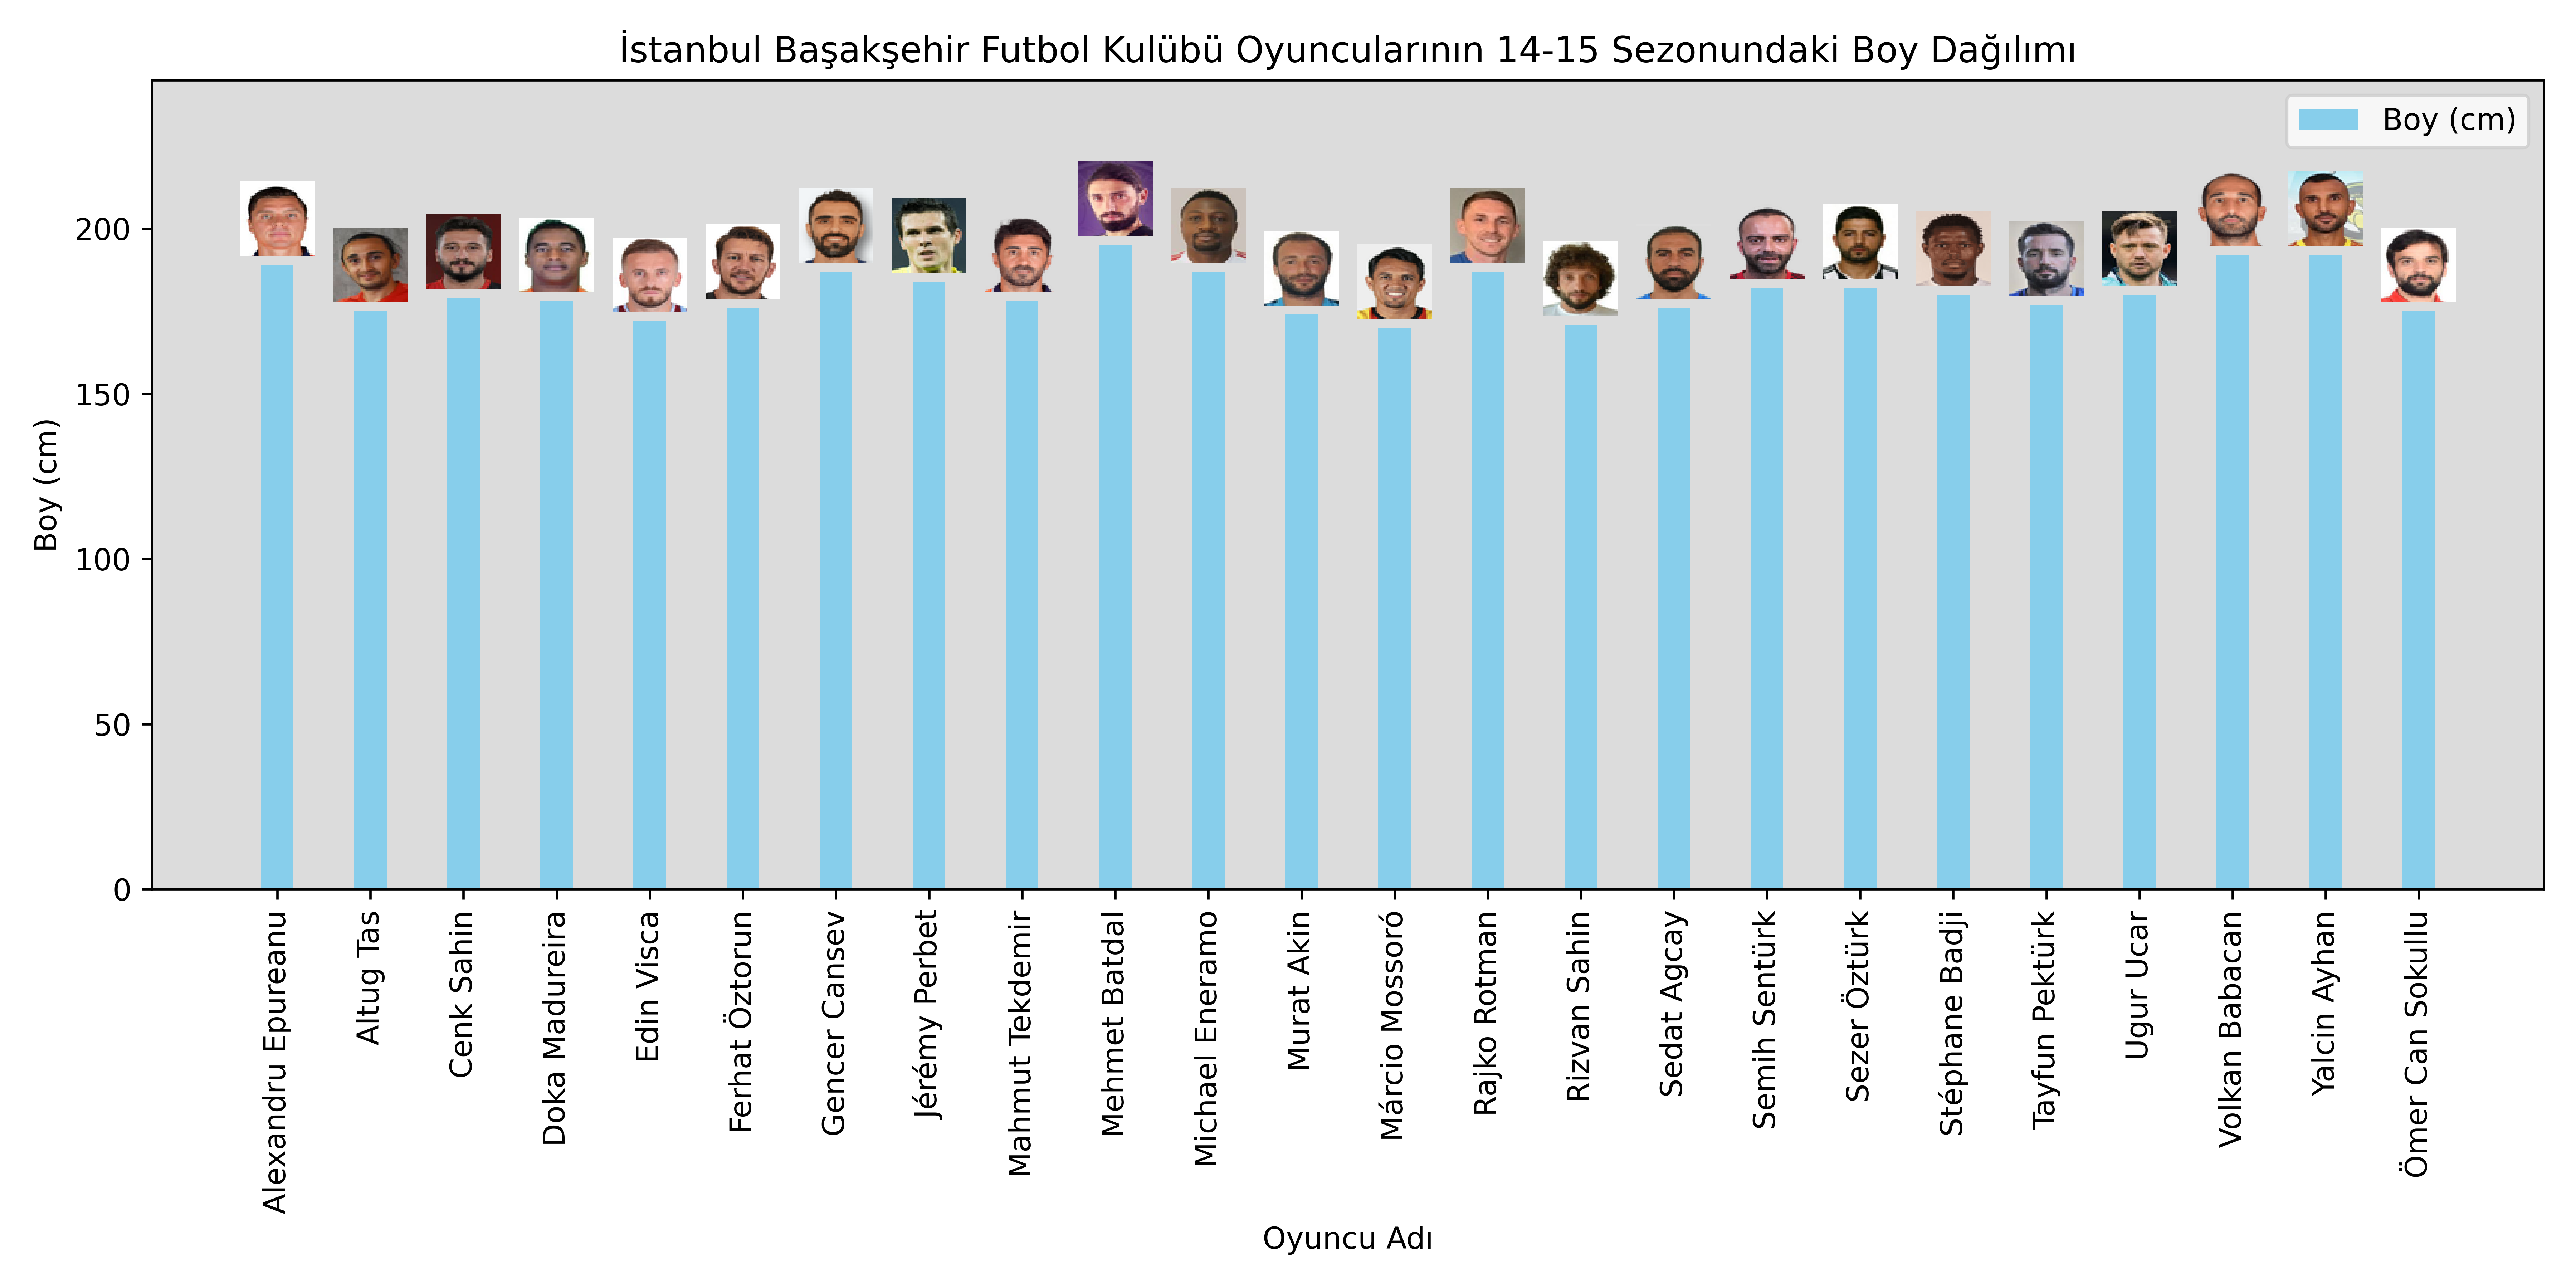 İstanbul Başakşehir Futbol Kulübü Oyuncularının 14-15 Sezonundaki Boy Dağılımı
Boy (cm)
Boy (cm)
200
150
100
50
0
Alexandru Epureanu
Altug Tas
Cenk Sahin
Doka Madureira
Edin Visca
Ferhat Öztorun
Gencer Cansev
Jérémy Perbet
Mahmut Tekdemir
Mehmet Batdal
Michael Eneramo
Murat Akin
Márcio Mossoró
Rajko Rotman
Rizvan Sahin
Sedat Agcay
Semih Sentürk
Sezer Öztürk
Stéphane Badji
Tayfun Pektürk
Ugur Ucar
Volkan Babacan
Yalcin Ayhan
Ömer Can Sokullu
Oyuncu Adı